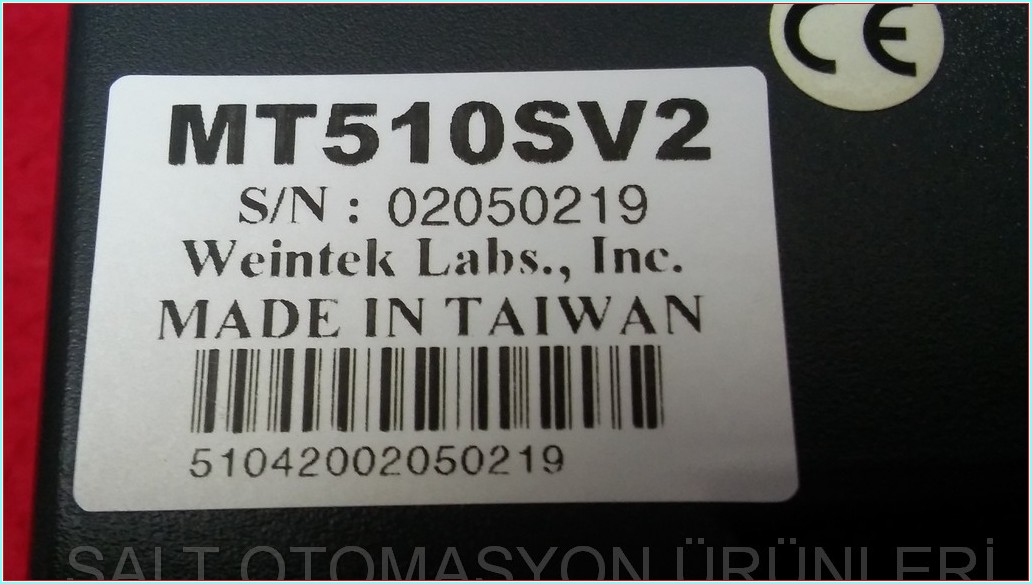 CE
MT510SV2
S/N : 02050219
Weintek Labs., Inc.
MADE IN TAIWAN
51042002050219
SALT OTOMASYON ÜRÜNLERİ